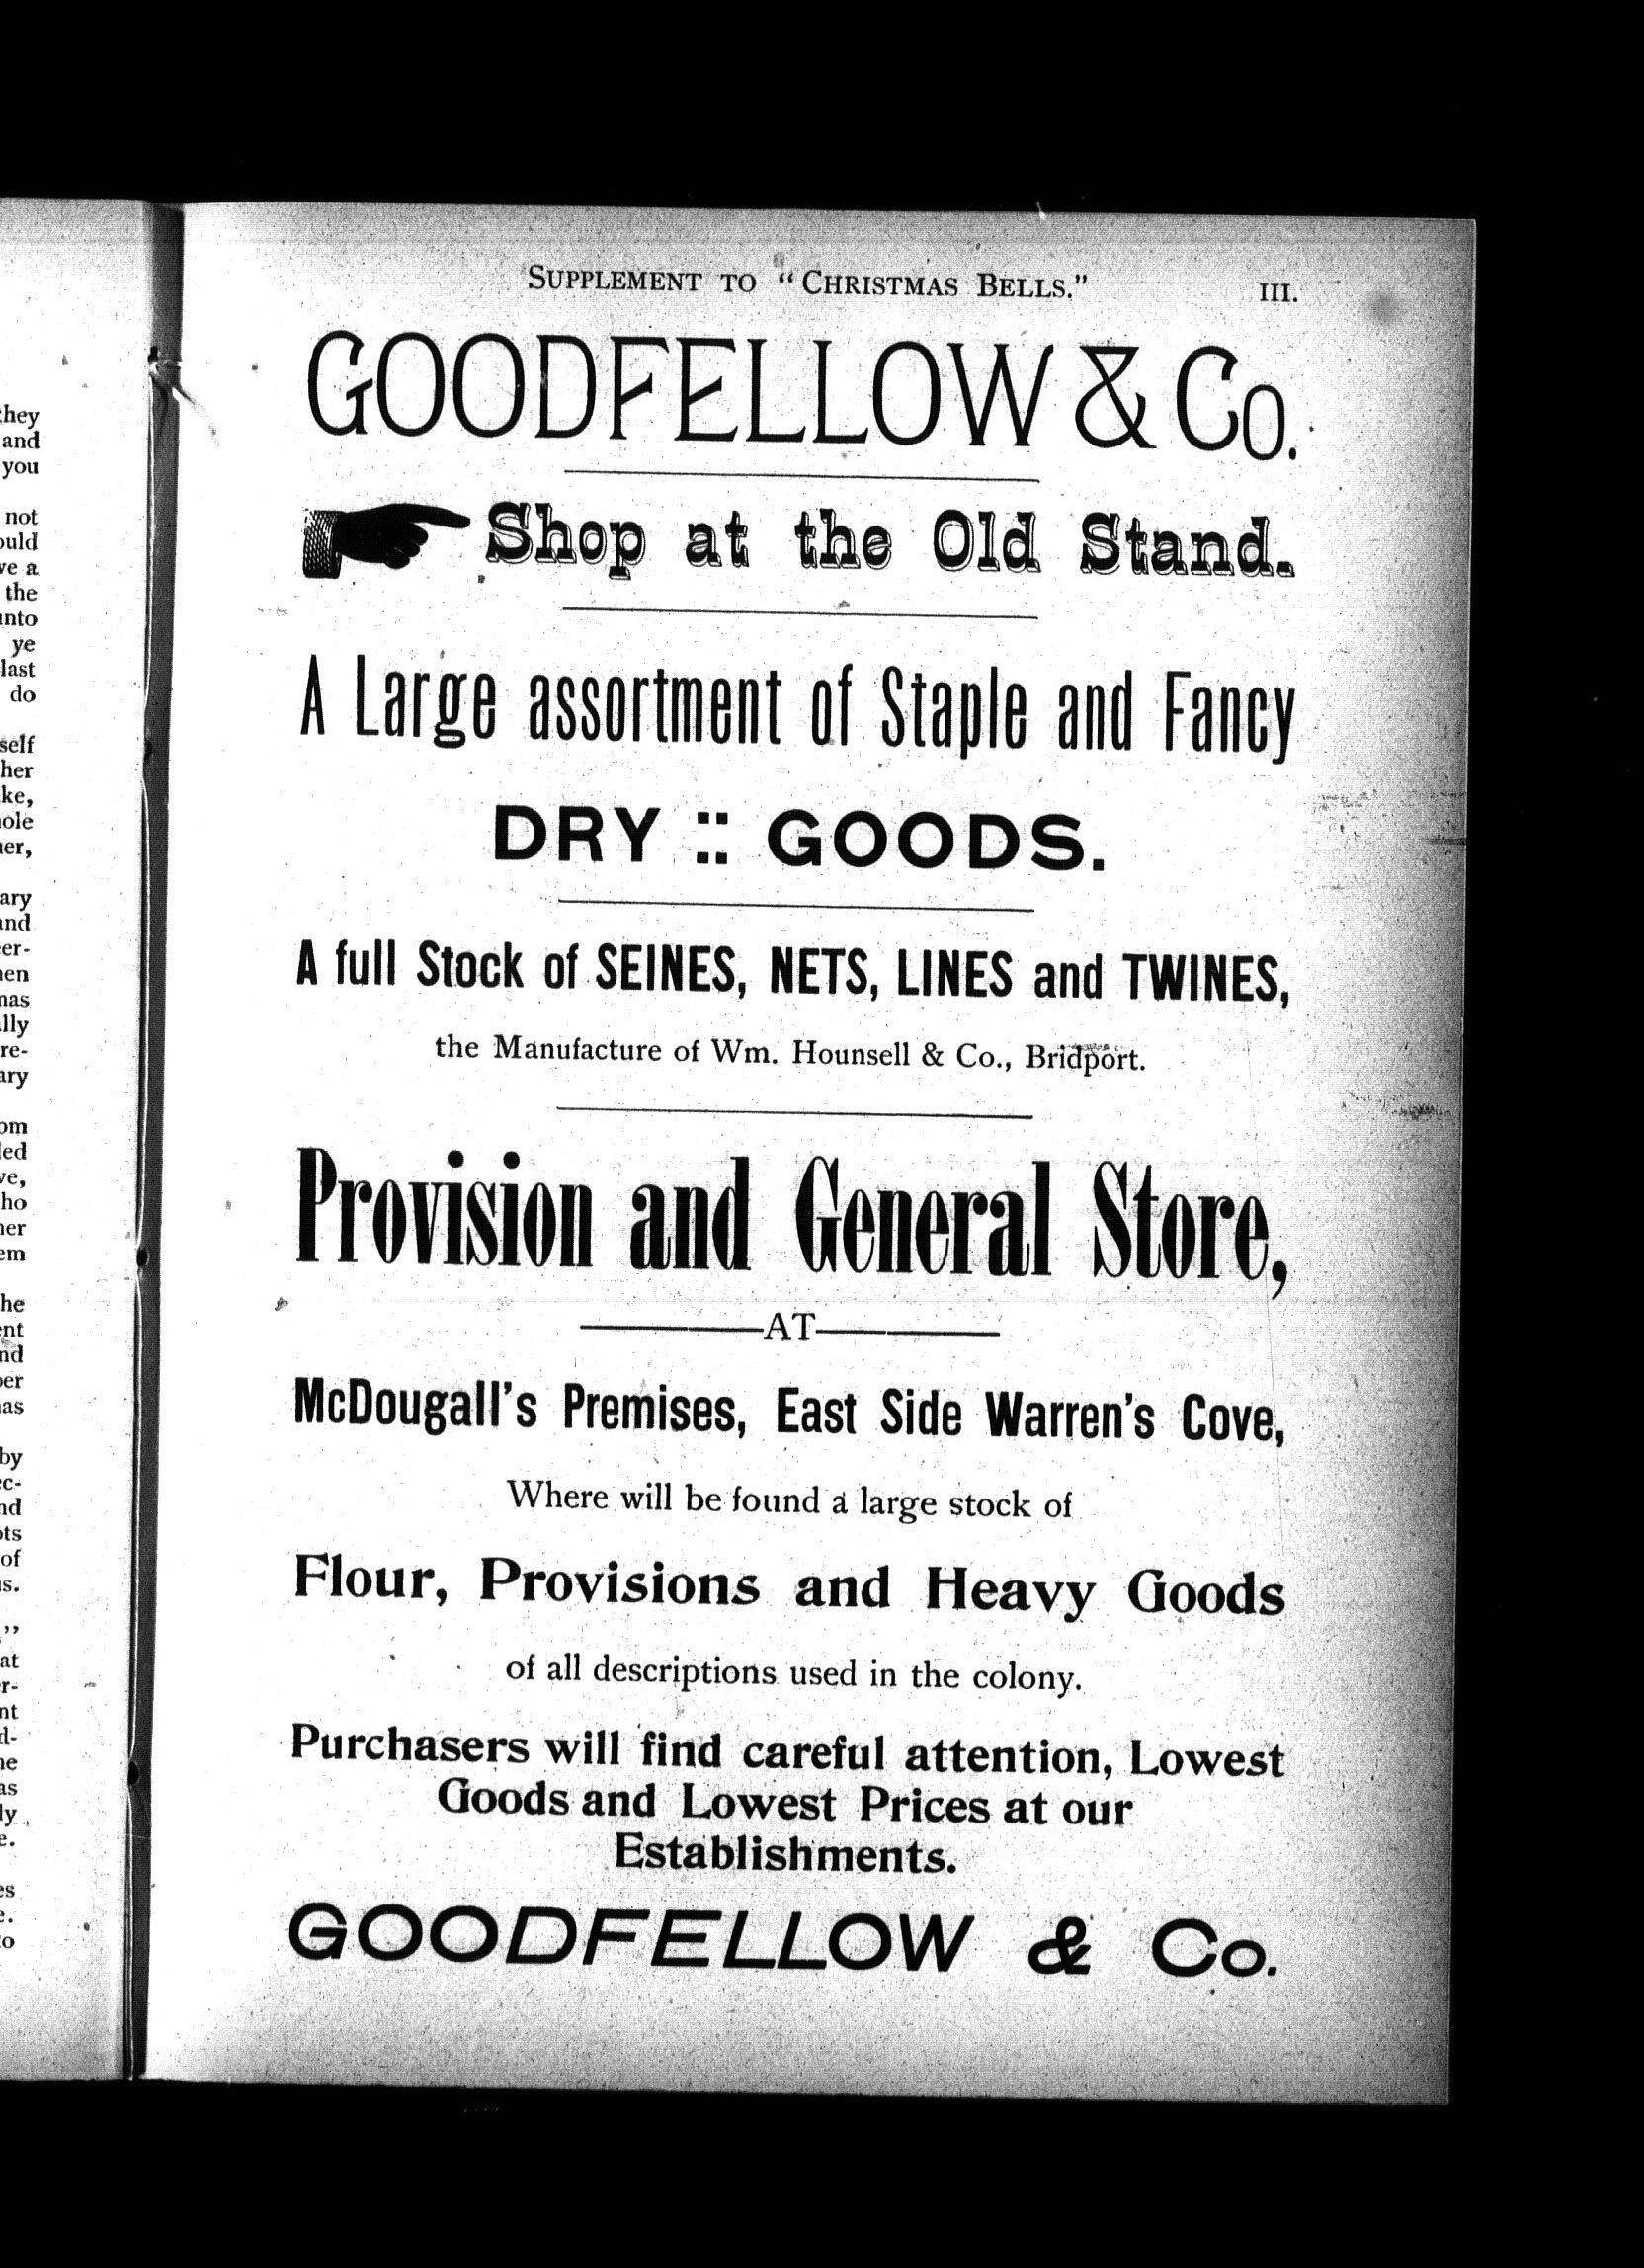 SUPPLEMENT TO "CHRISTMAS BELLS." III.
GOODFELLOW & Co.
Shop at the Old Stand.
A Large assortment of Staple and Fancy
DRY :: GOODS.
A full Stock of SEINES, NETS, LINES and TWINES,
the Manufacture of Wm. Hounsell & Co., Bridport.
Provision and General Store,
AT
McDougall's Premises, East Side Warren's Cove,
Where will be found a large stock of
Flour, Provisions and Heavy Goods
of all descriptions used in the colony.
Purchasers will find careful attention, Lowest
Goods and Lowest Prices at our
Establishments.
GOODFELLOW & Co.